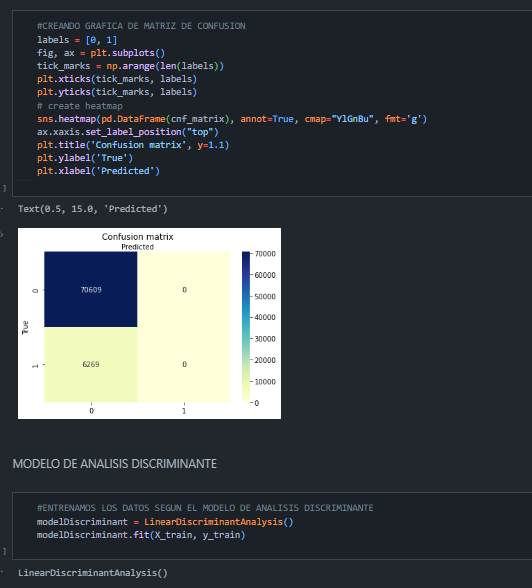 #CREANDO GRAFICA DE MATRIZ DE CONFUSION
labels = [0, 1]
fig, ax = plt.subplots()
tick_marks = np.arange(len(labels))
plt.xticks(tick_marks, labels)
plt.yticks(tick_marks, labels)
# create heatmap
sns.heatmap(pd.DataFrame(cnf_matrix), annot=True, cmap="YlGnBu", fmt='g')
ax.xaxis.set_label_position("top")
plt.title('Confusion matrix', y=1.1)
plt.ylabel('True')
plt.xlabel('Predicted')
]
Text(0.5, 15.0, 'Predicted')
Confusion matrix
Predicted
70000
60000
50000
40000
30000
20000
10000
0
True
0
1
70609
0
6269
0
0
1
MODELO DE ANALISIS DISCRIMINANTE
#ENTRENAMOS LOS DATOS SEGUN EL MODELO DE ANALISIS DISCRIMINANTE
modelDiscriminant = LinearDiscriminantAnalysis()
modelDiscriminant.fit(X_train, y_train)
]
LinearDiscriminantAnalysis()